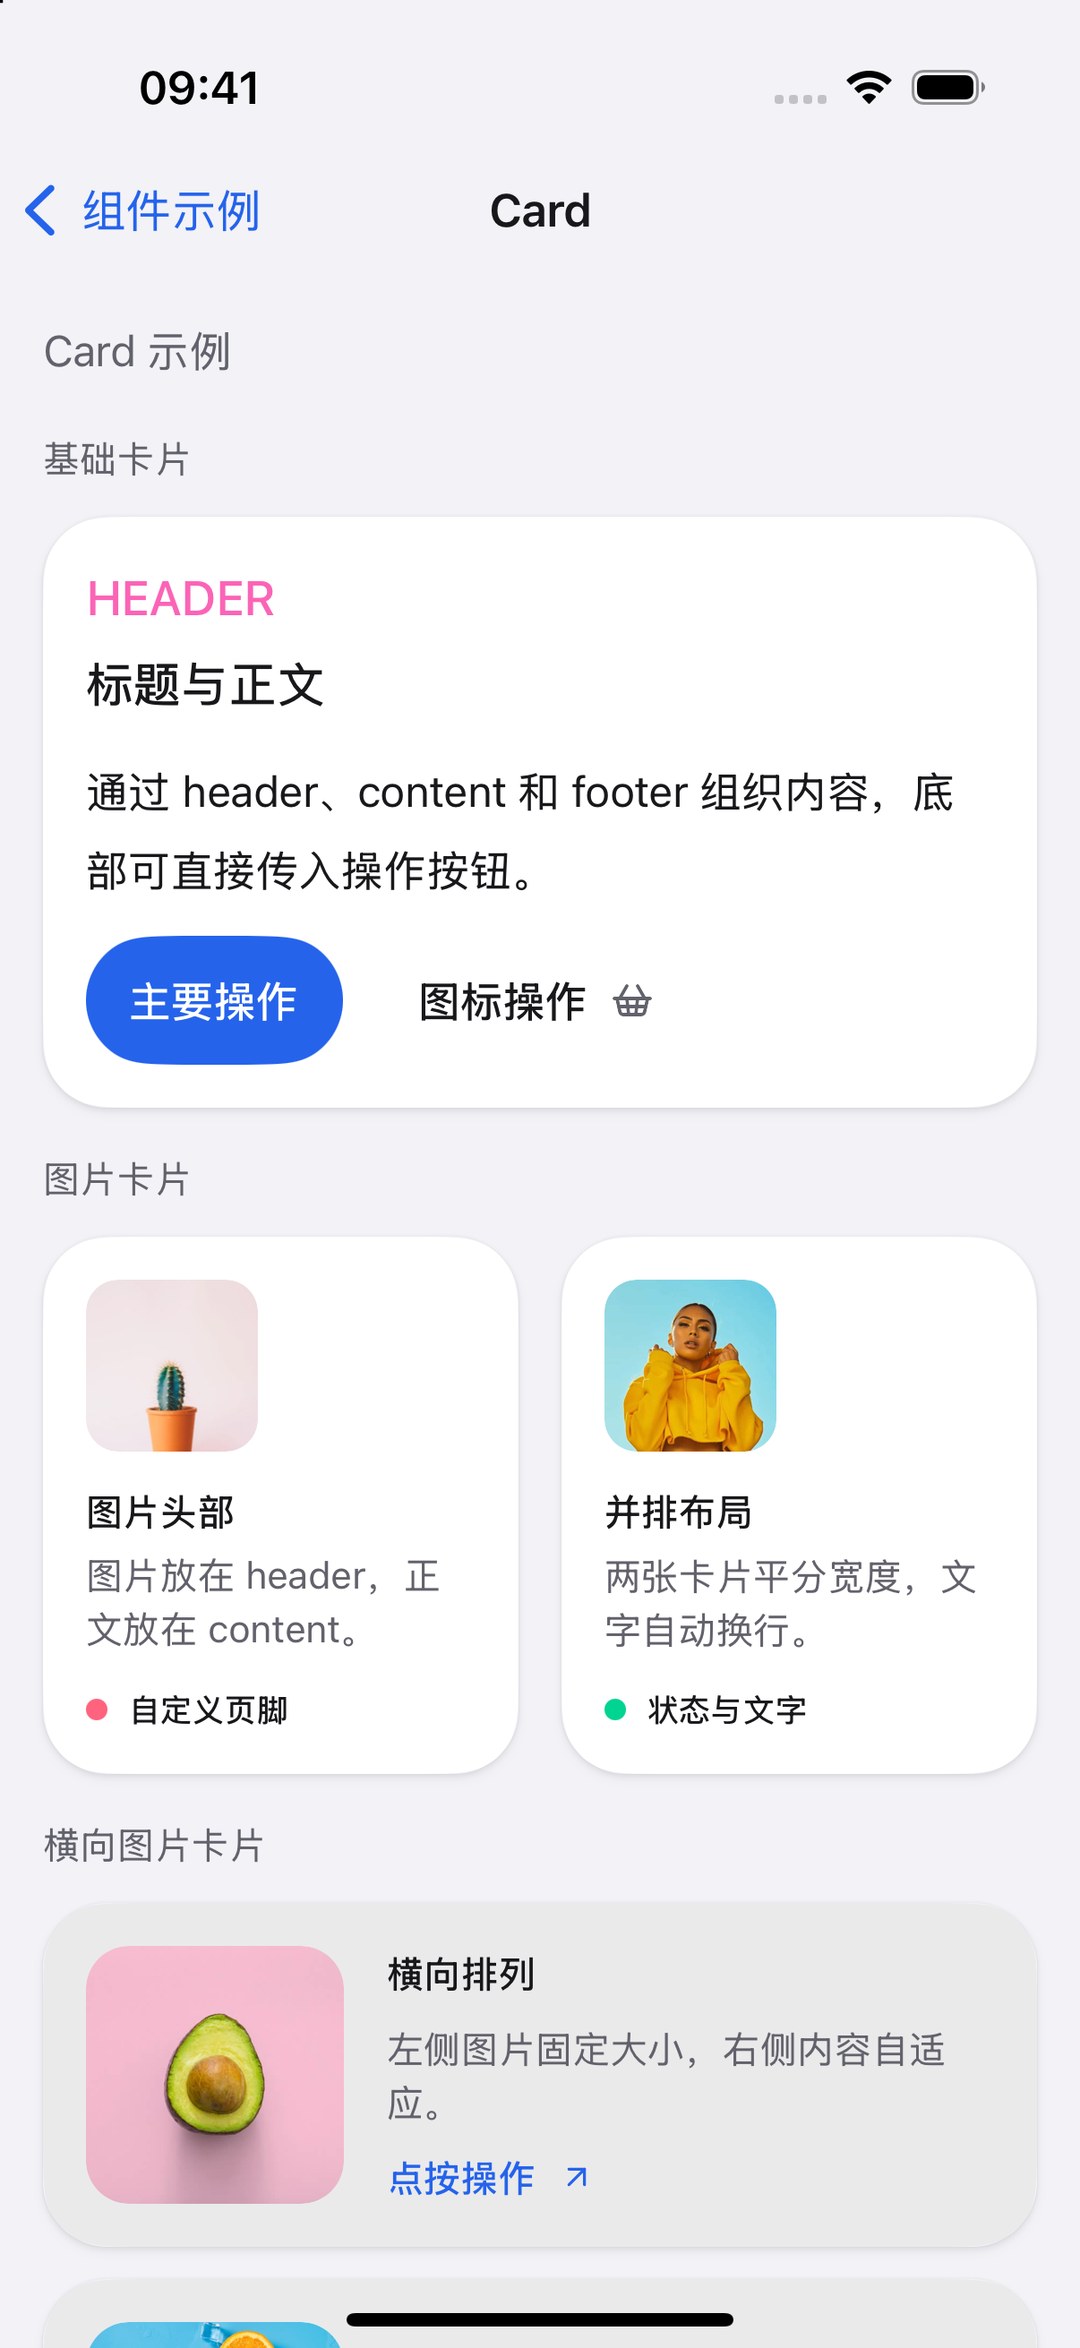 09:41
组件示例
Card
Card 示例
基础卡片
HEADER
标题与正文
通过 header、content 和 footer 组织内容，底
部可直接传入操作按钮。
主要操作
图标操作
图片卡片
图片头部
图片放在 header，正
文放在 content。
自定义页脚
并排布局
两张卡片平分宽度，文
字自动换行。
状态与文字
横向图片卡片
横向排列
左侧图片固定大小，右侧内容自适
应。
点按操作